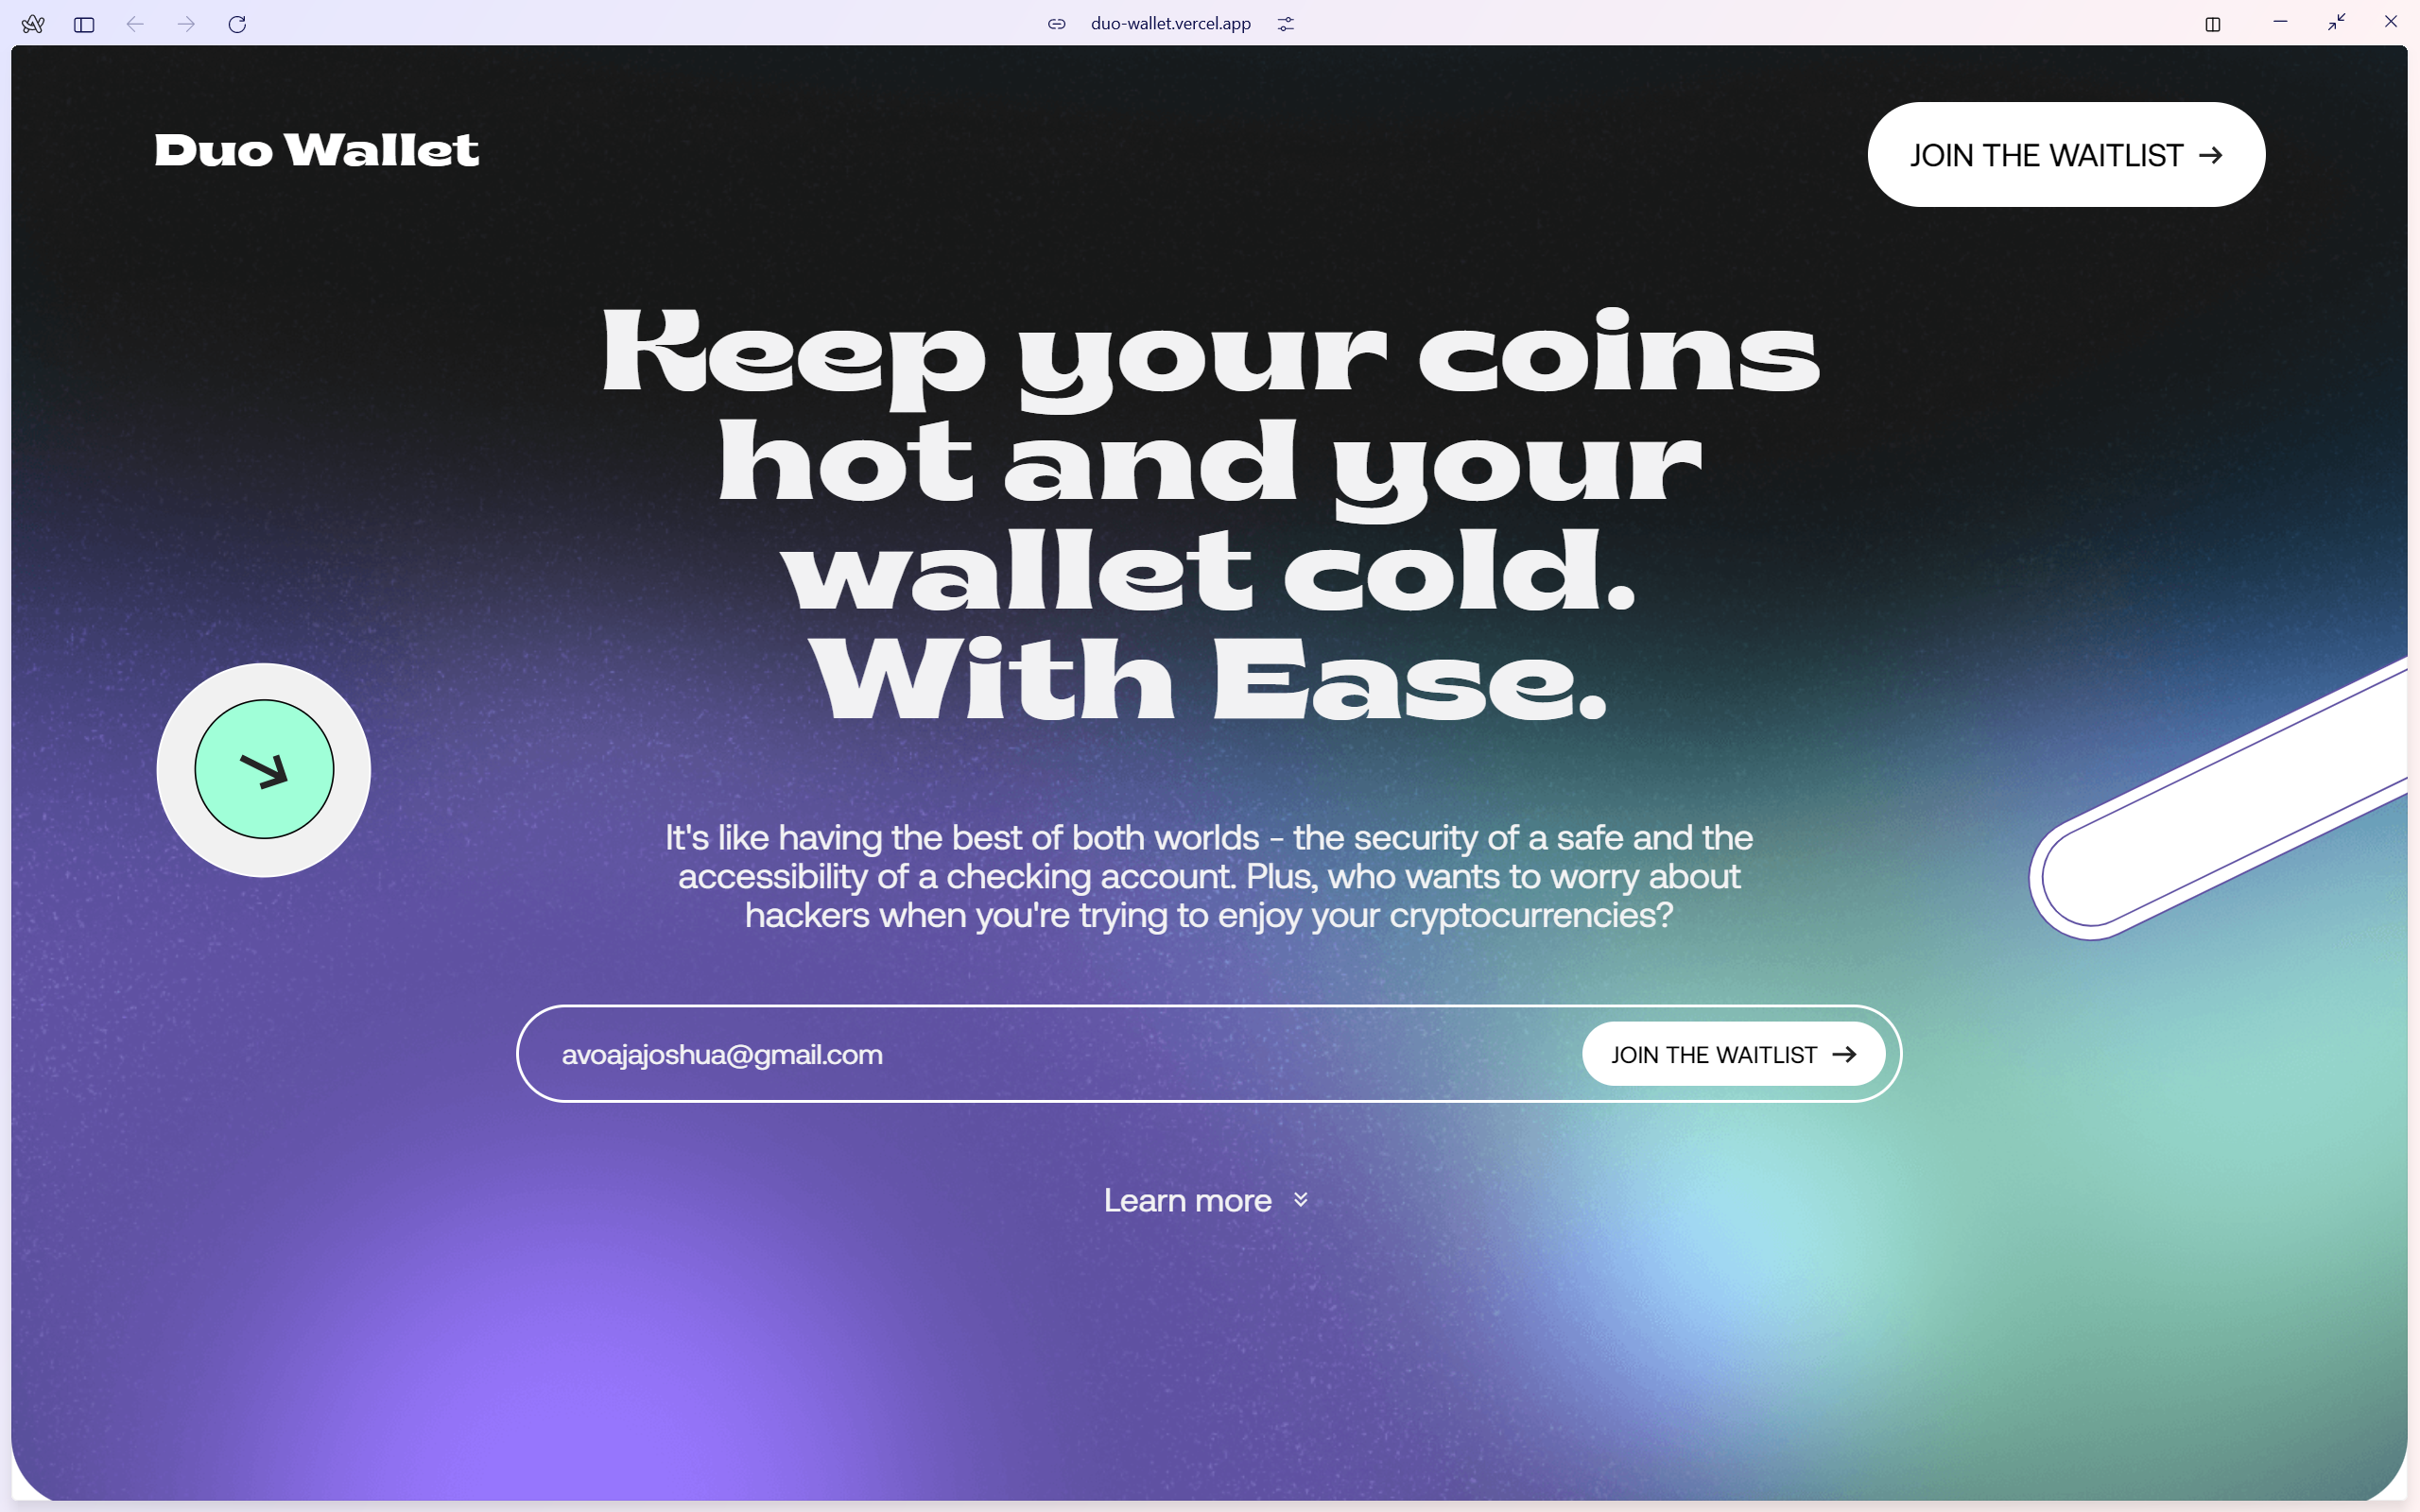 duo-wallet.vercel.app
Duo Wallet
JOIN THE WAITLIST →
Keep your coins
hot and your
wallet cold.
With Ease.
It's like having the best of both worlds - the security of a safe and the
accessibility of a checking account. Plus, who wants to worry about
hackers when you're trying to enjoy your cryptocurrencies?
avoajajoshua@gmail.com
JOIN THE WAITLIST →
Learn more